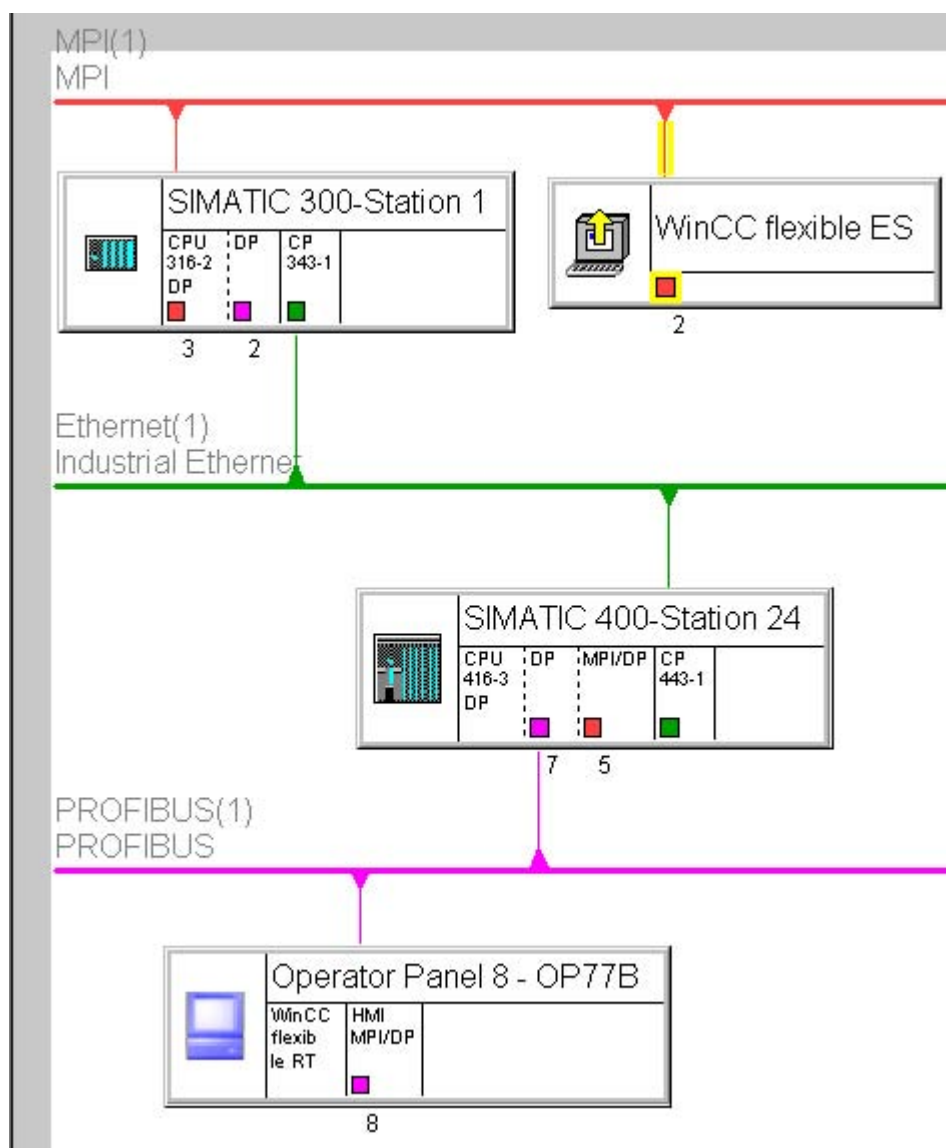 MPI(1)
MPI
SIMATIC 300-Station 1
CPU
316-2
DP
DP
CP
343-1
3
2
WinCC flexible ES
2
Ethernet(1)
Industrial Ethernet
SIMATIC 400-Station 24
CPU
416-3
DP
DP
MPI/DP
CP
443-1
7
5
PROFIBUS(1)
PROFIBUS
Operator Panel 8 - OP77B
WinCC
flexib
le RT
HMI
MPI/DP
8